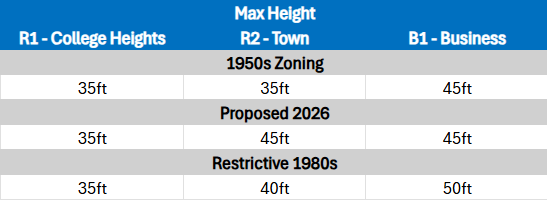 Max Height
R1 - College Heights R2 - Town B1 - Business
1950s Zoning
35ft 35ft 45ft
Proposed 2026
35ft 45ft 45ft
Restrictive 1980s
35ft 40ft 50ft